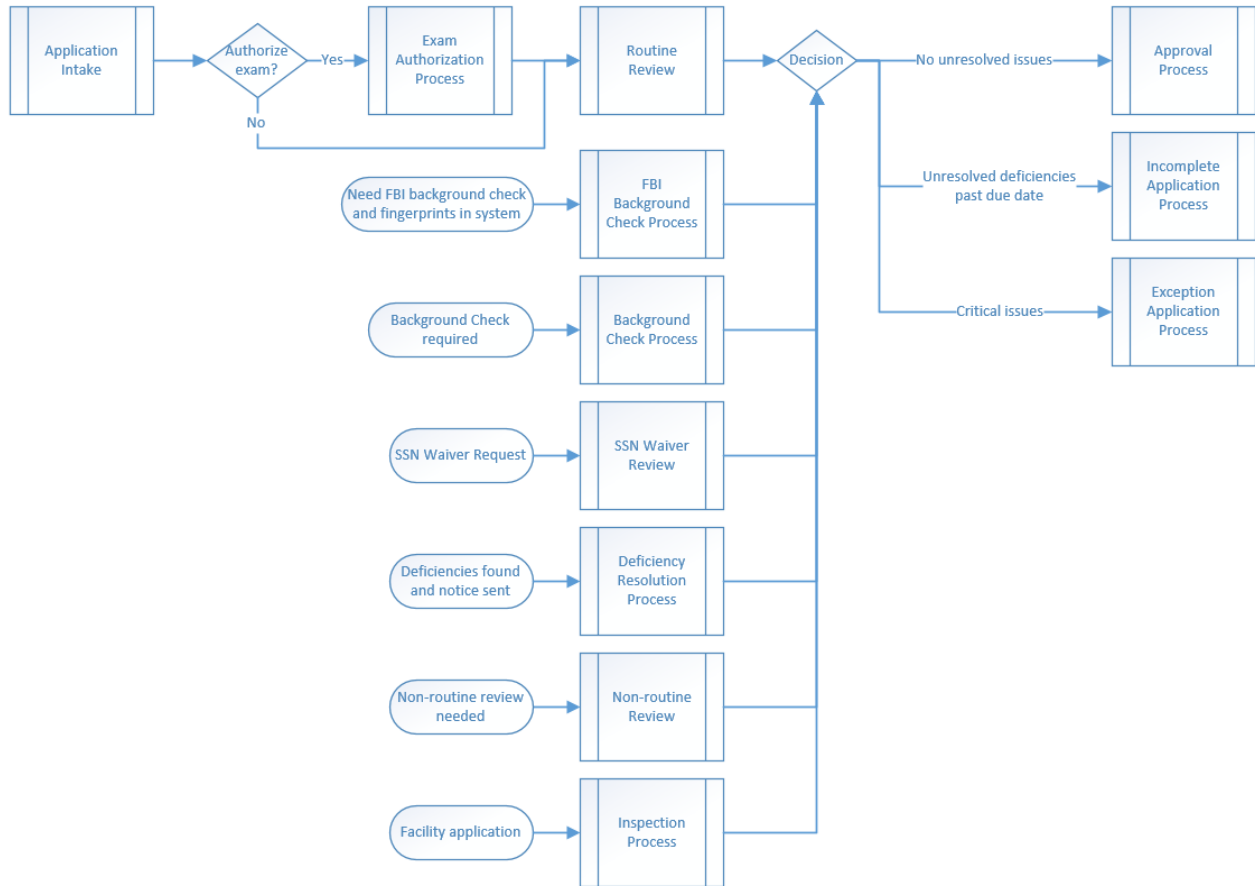 Application
Intake
Authorize
exam?
Yes
No
Exam
Authorization
Process
Routine
Review
Decision
No unresolved issues
Approval
Process
Unresolved deficiencies
past due date
Incomplete
Application
Process
Critical issues
Exception
Application
Process
Need FBI background check
and fingerprints in system
FBI
Background
Check Process
Background Check
required
Background
Check Process
SSN Waiver Request
SSN Waiver
Review
Deficiencies found
and notice sent
Deficiency
Resolution
Process
Non-routine review
needed
Non-routine
Review
Facility application
Inspection
Process